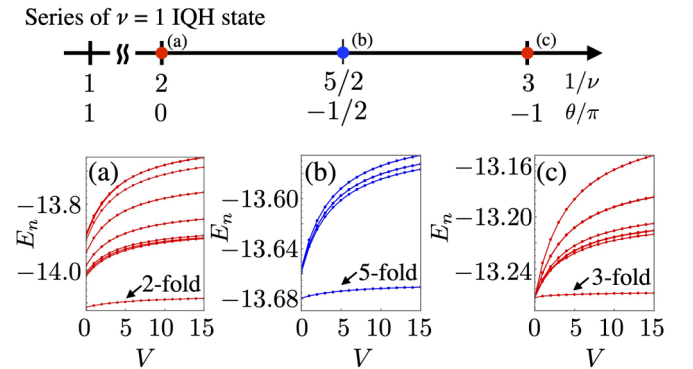 Series of ν = 1 IQH state
(a) (b) (c)
1 2 5/2 3 1/ν
1 0 −1/2 −1 θ/π
(a)
−13.8
−14.0
E_n
2-fold
0 5 10 15
V
(b)
−13.60
−13.64
−13.68
E_n
5-fold
0 5 10 15
V
(c)
−13.16
−13.20
−13.24
E_n
3-fold
0 5 10 15
V